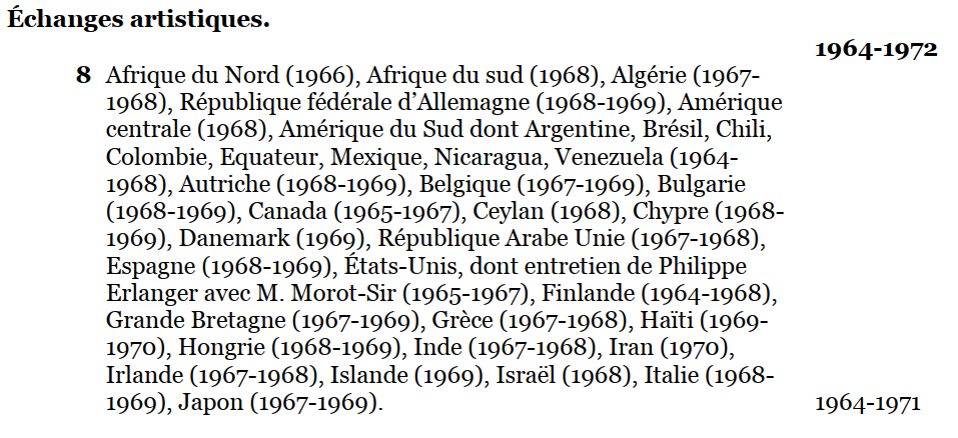 Échanges artistiques.
1964-1972
8 Afrique du Nord (1966), Afrique du sud (1968), Algérie (1967-
1968), République fédérale d’Allemagne (1968-1969), Amérique
centrale (1968), Amérique du Sud dont Argentine, Brésil, Chili,
Colombie, Equateur, Mexique, Nicaragua, Venezuela (1964-
1968), Autriche (1968-1969), Belgique (1967-1969), Bulgarie
(1968-1969), Canada (1965-1967), Ceylan (1968), Chypre (1968-
1969), Danemark (1969), République Arabe Unie (1967-1968),
Espagne (1968-1969), États-Unis, dont entretien de Philippe
Erlanger avec M. Morot-Sir (1965-1967), Finlande (1964-1968),
Grande Bretagne (1967-1969), Grèce (1967-1968), Haïti (1969-
1970), Hongrie (1968-1969), Inde (1967-1968), Iran (1970),
Irlande (1967-1968), Islande (1969), Israël (1968), Italie (1968-
1969), Japon (1967-1969). 1964-1971